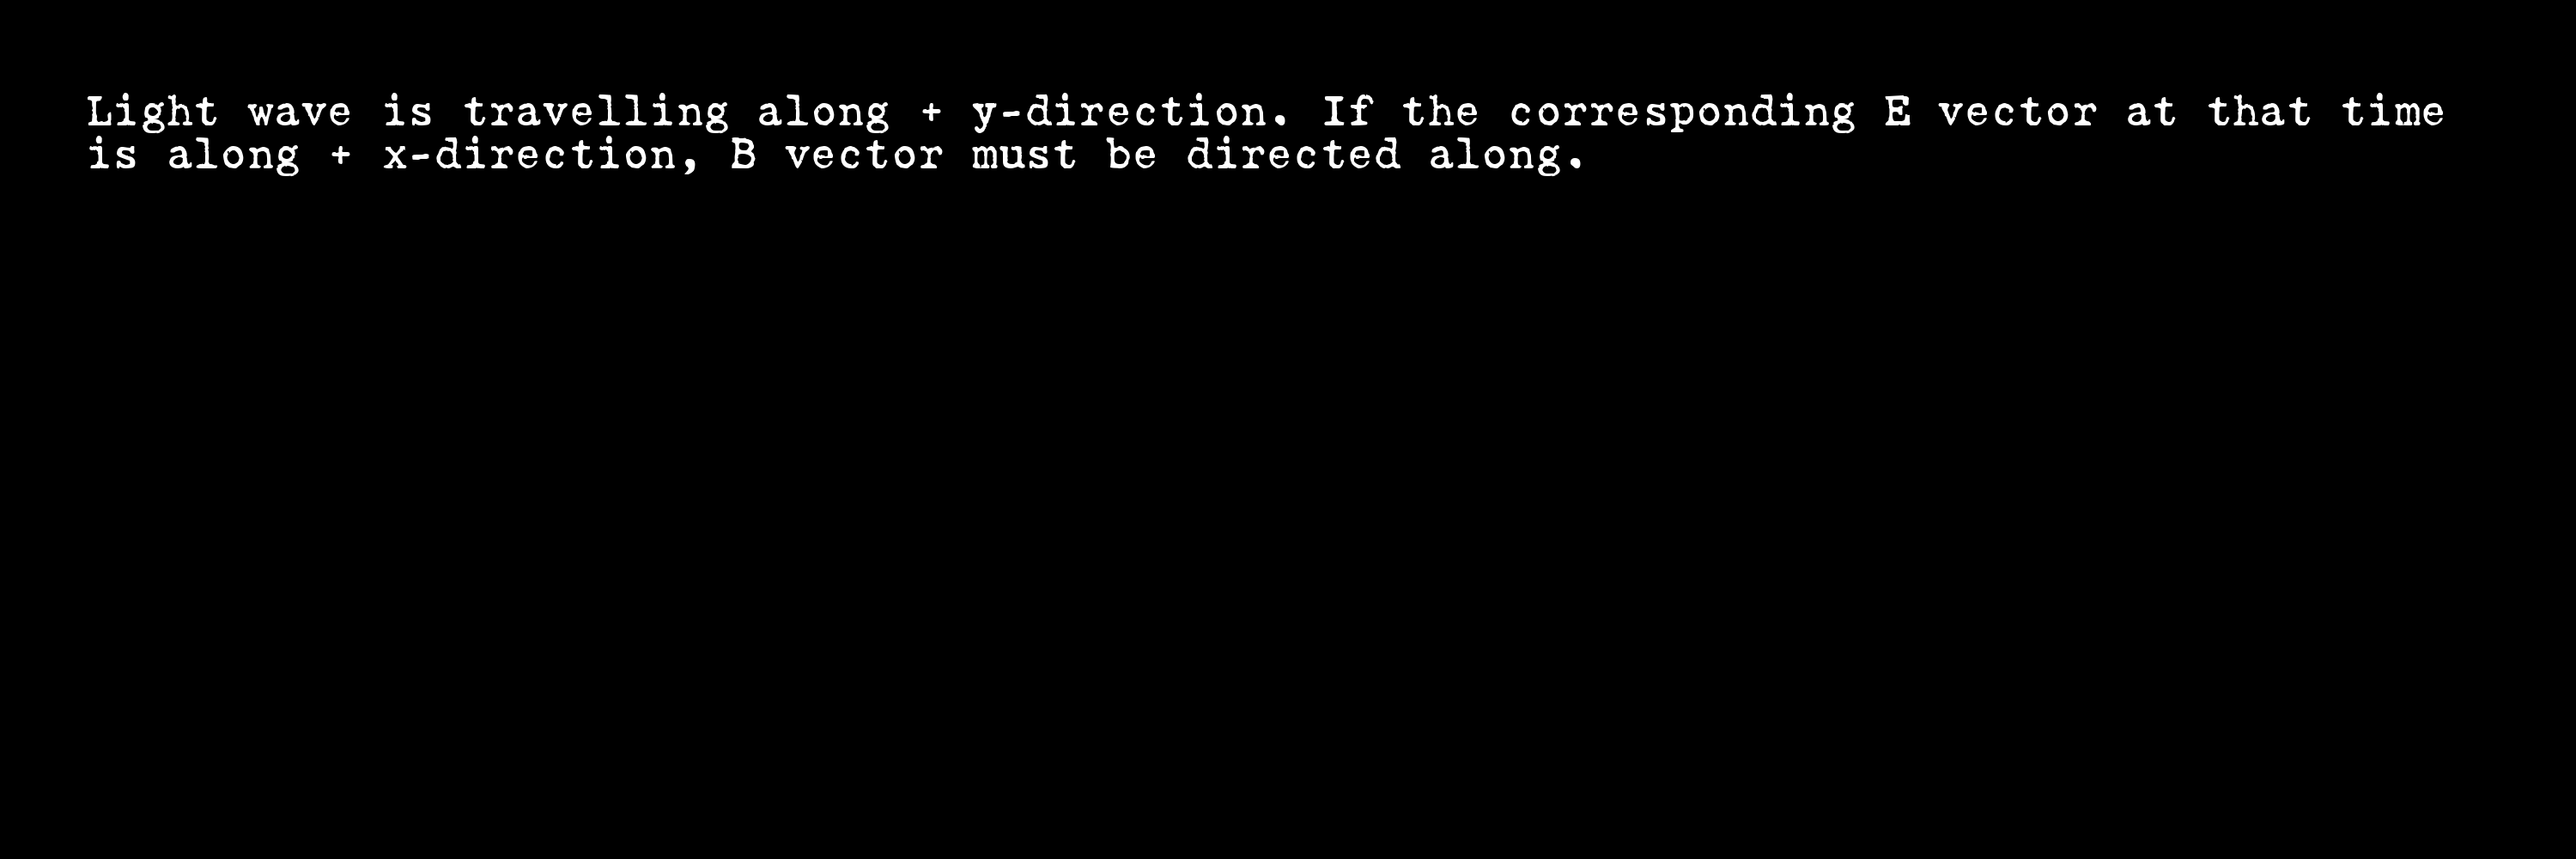 Light wave is travelling along + y-direction. If the corresponding E vector at that time
is along + x-direction, B vector must be directed along.